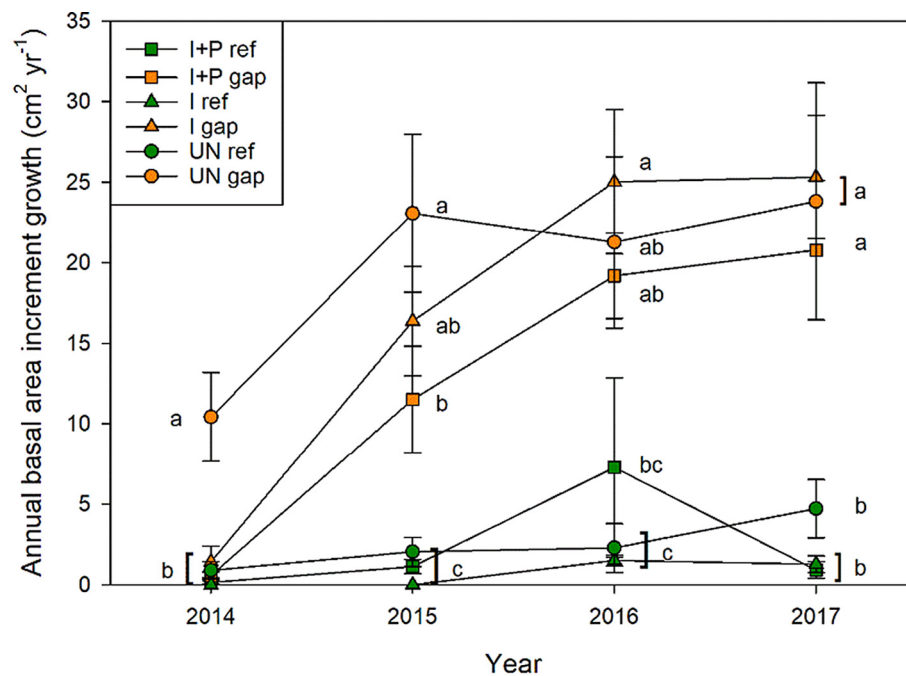 Annual basal area increment growth (cm² yr⁻¹)
35
30
25
20
15
10
5
0
I+P ref
I+P gap
I ref
I gap
UN ref
UN gap
a
b
a
ab
b
c
a
ab
ab
bc
c
a
a
b
b
2014
2015
2016
2017
Year